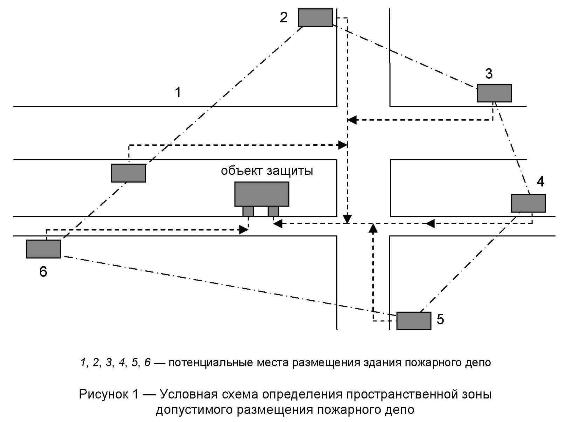 2
3
1
объект защиты
4
6
5
1, 2, 3, 4, 5, 6 — потенциальные места размещения здания пожарного депо
Рисунок 1 — Условная схема определения пространственной зоны
допустимого размещения пожарного депо